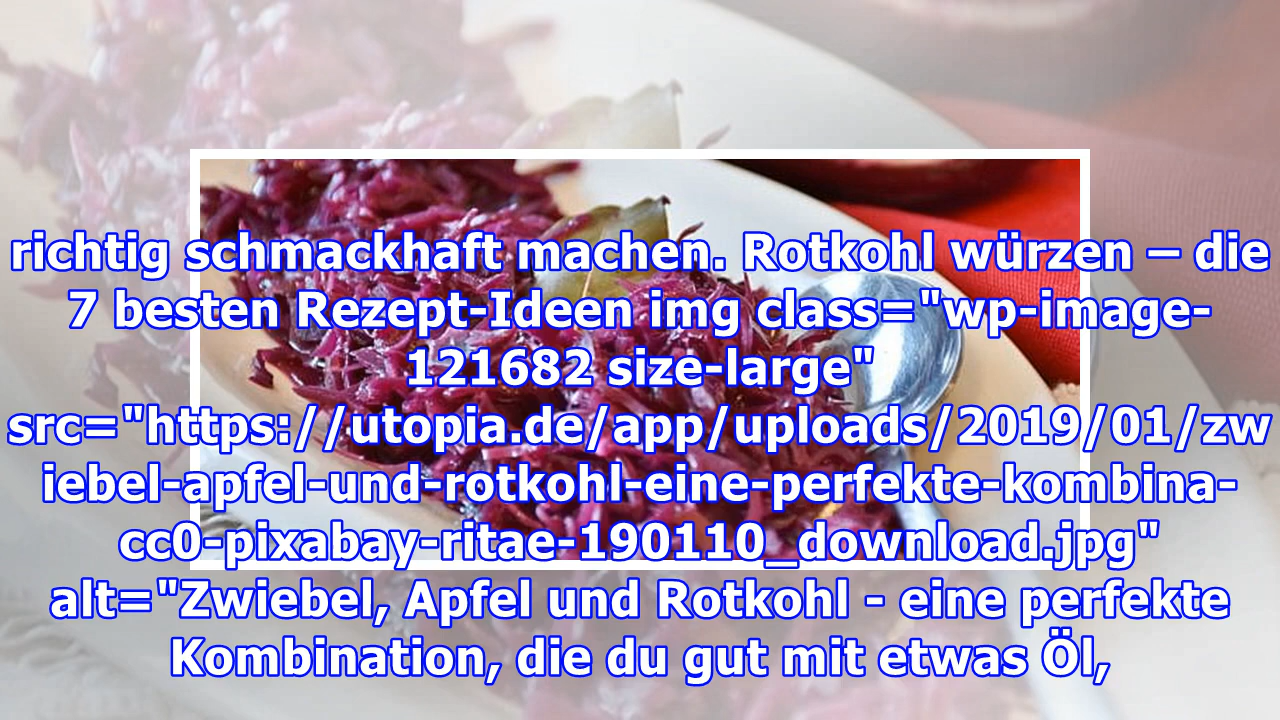 richtig schmackhaft machen. Rotkohl würzen – die
7 besten Rezept-Ideen img class="wp-image-
121682 size-large"
src="https://utopia.de/app/uploads/2019/01/zw
iebel-apfel-und-rotkohl-eine-perfekte-kombina-
cc0-pixabay-ritae-190110_download.jpg"
alt="Zwiebel, Apfel und Rotkohl - eine perfekte
Kombination, die du gut mit etwas Öl,